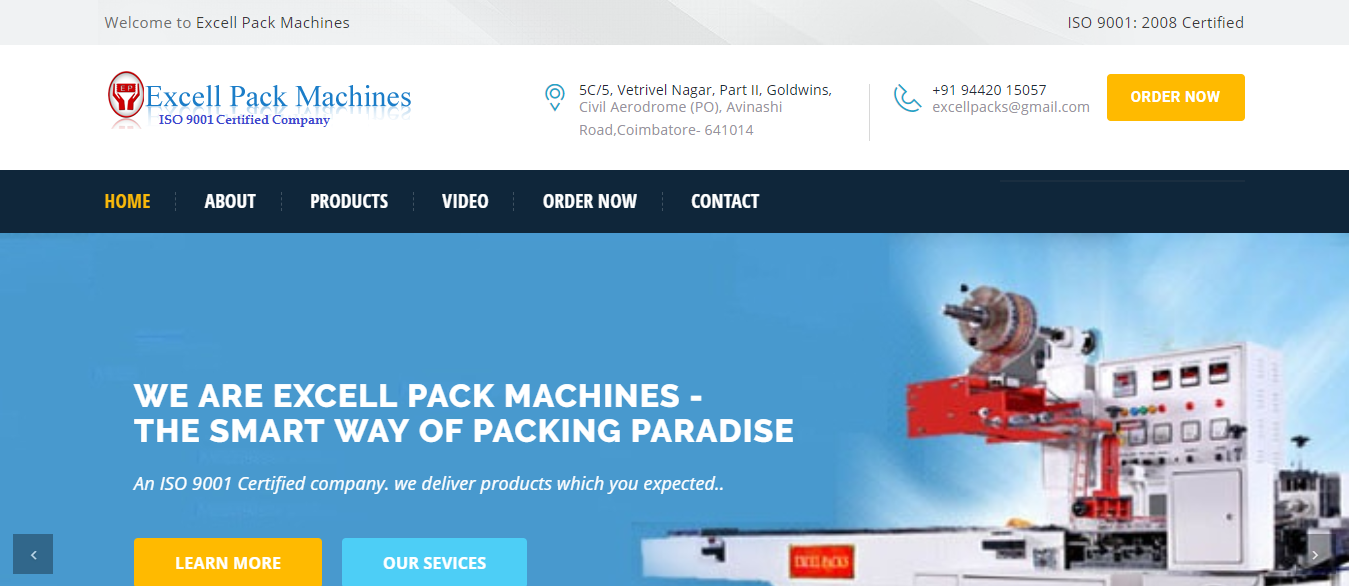 Welcome to Excell Pack Machines
ISO 9001: 2008 Certified
EP
Excell Pack Machines
ISO 9001 Certified Company
5C/5, Vetrivel Nagar, Part II, Goldwins,
Civil Aerodrome (PO), Avinashi
Road,Coimbatore- 641014
+91 94420 15057
excellpacks@gmail.com
ORDER NOW
HOME
ABOUT
PRODUCTS
VIDEO
ORDER NOW
CONTACT
WE ARE EXCELL PACK MACHINES -
THE SMART WAY OF PACKING PARADISE
An ISO 9001 Certified company. we deliver products which you expected..
LEARN MORE
OUR SEVICES
EXCEL PACKS